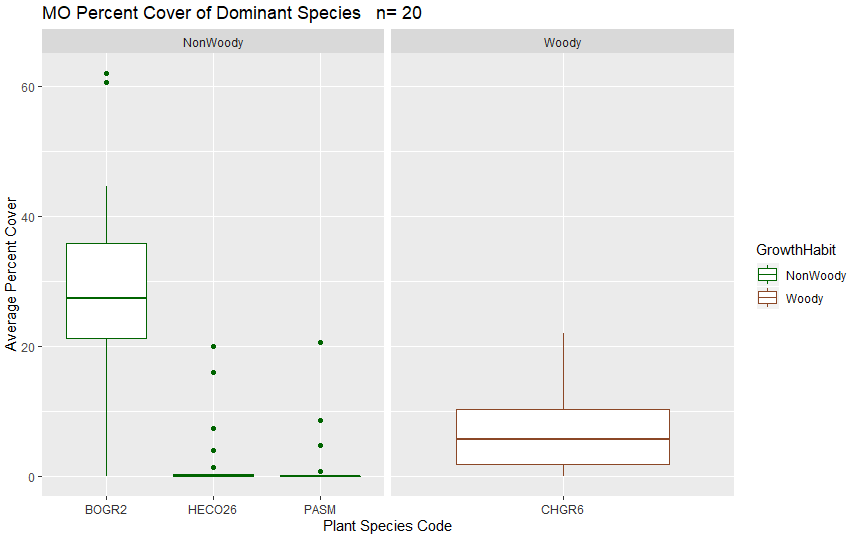 MO Percent Cover of Dominant Species   n= 20
NonWoody
Woody
60
40
20
0
Average Percent Cover
BOGR2
HECO26
PASM
CHGR6
Plant Species Code
GrowthHabit
NonWoody
Woody